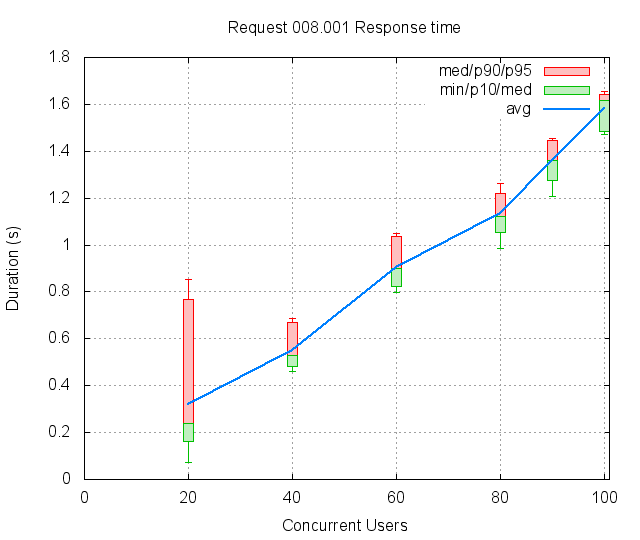 Request 008.001 Response time
1.8
1.6
1.4
1.2
1
0.8
0.6
0.4
0.2
0
Duration (s)
med/p90/p95
min/p10/med
avg
0 20 40 60 80 100
Concurrent Users